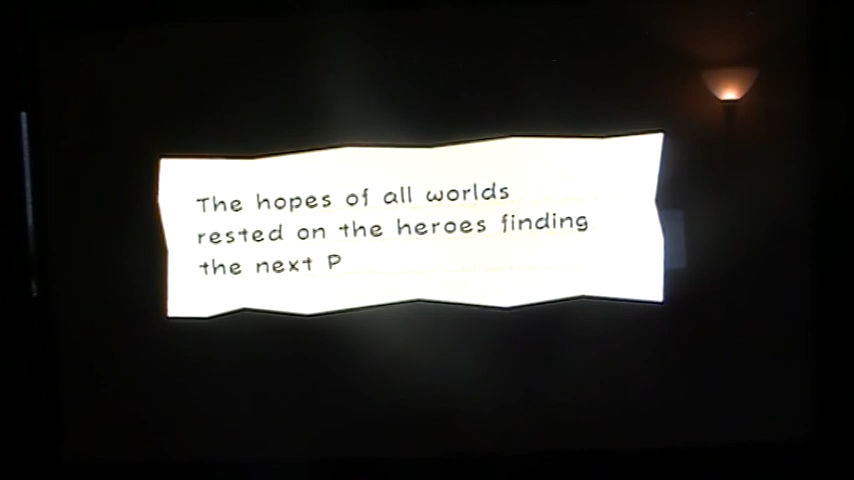 The hopes of all worlds
rested on the heroes finding
the next P